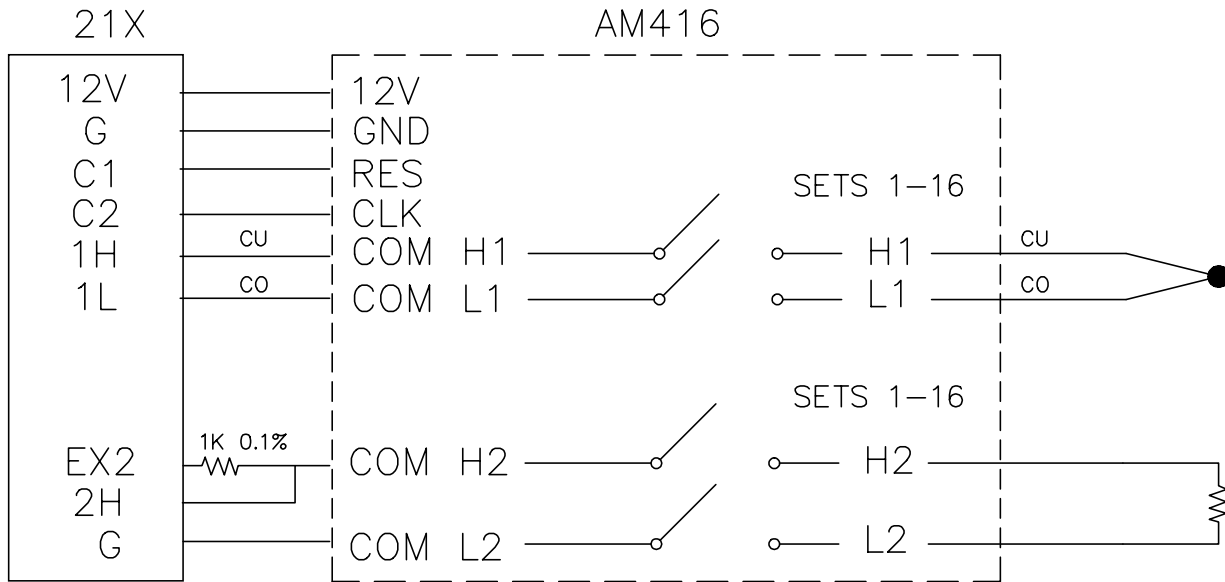 21X AM416
12V 12V
G GND
C1 RES
SETS 1-16
C2 CLK
1H CU COM H1 H1 CU
1L CO COM L1 L1 CO
SETS 1-16
1K 0.1%
EX2 COM H2 H2
2H
G COM L2 L2